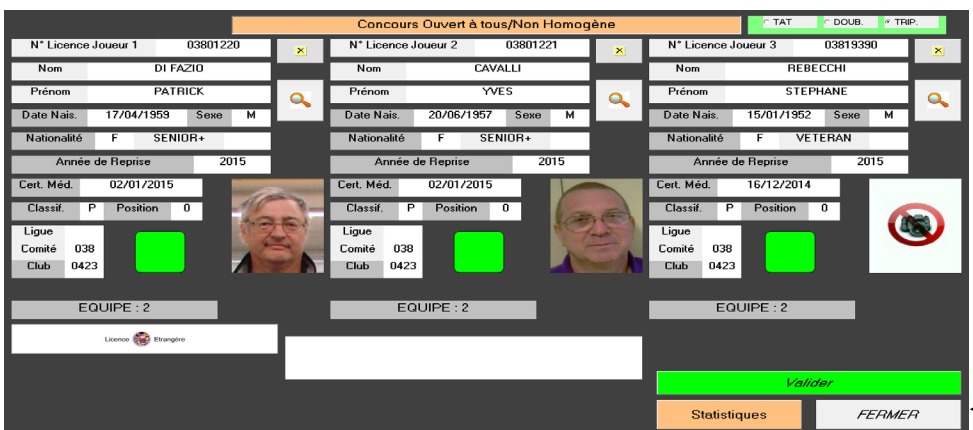 Concours Ouvert à tous/Non Homogène TAT DOUB. TRIP.
N° Licence Joueur 1 03801220 N° Licence Joueur 2 03801221 N° Licence Joueur 3 03819390
Nom DI FAZIO Nom CAVALLI Nom REBECCHI
Prénom PATRICK Prénom YVES Prénom STEPHANE
Date Nais. 17/04/1959 Sexe M Date Nais. 20/06/1957 Sexe M Date Nais. 15/01/1952 Sexe M
Nationalité F SENIOR+ Nationalité F SENIOR+ Nationalité F VETERAN
Année de Reprise 2015 Année de Reprise 2015 Année de Reprise 2015
Cert. Méd. 02/01/2015 Cert. Méd. 02/01/2015 Cert. Méd. 16/12/2014
Classif. P Position 0 Classif. P Position 0 Classif. P Position 0
Ligue Ligue Ligue
Comité 038 Comité 038 Comité 038
Club 0423 Club 0423 Club 0423
EQUIPE : 2 EQUIPE : 2 EQUIPE : 2
Licence Etrangère
Valider
Statistiques FERMER